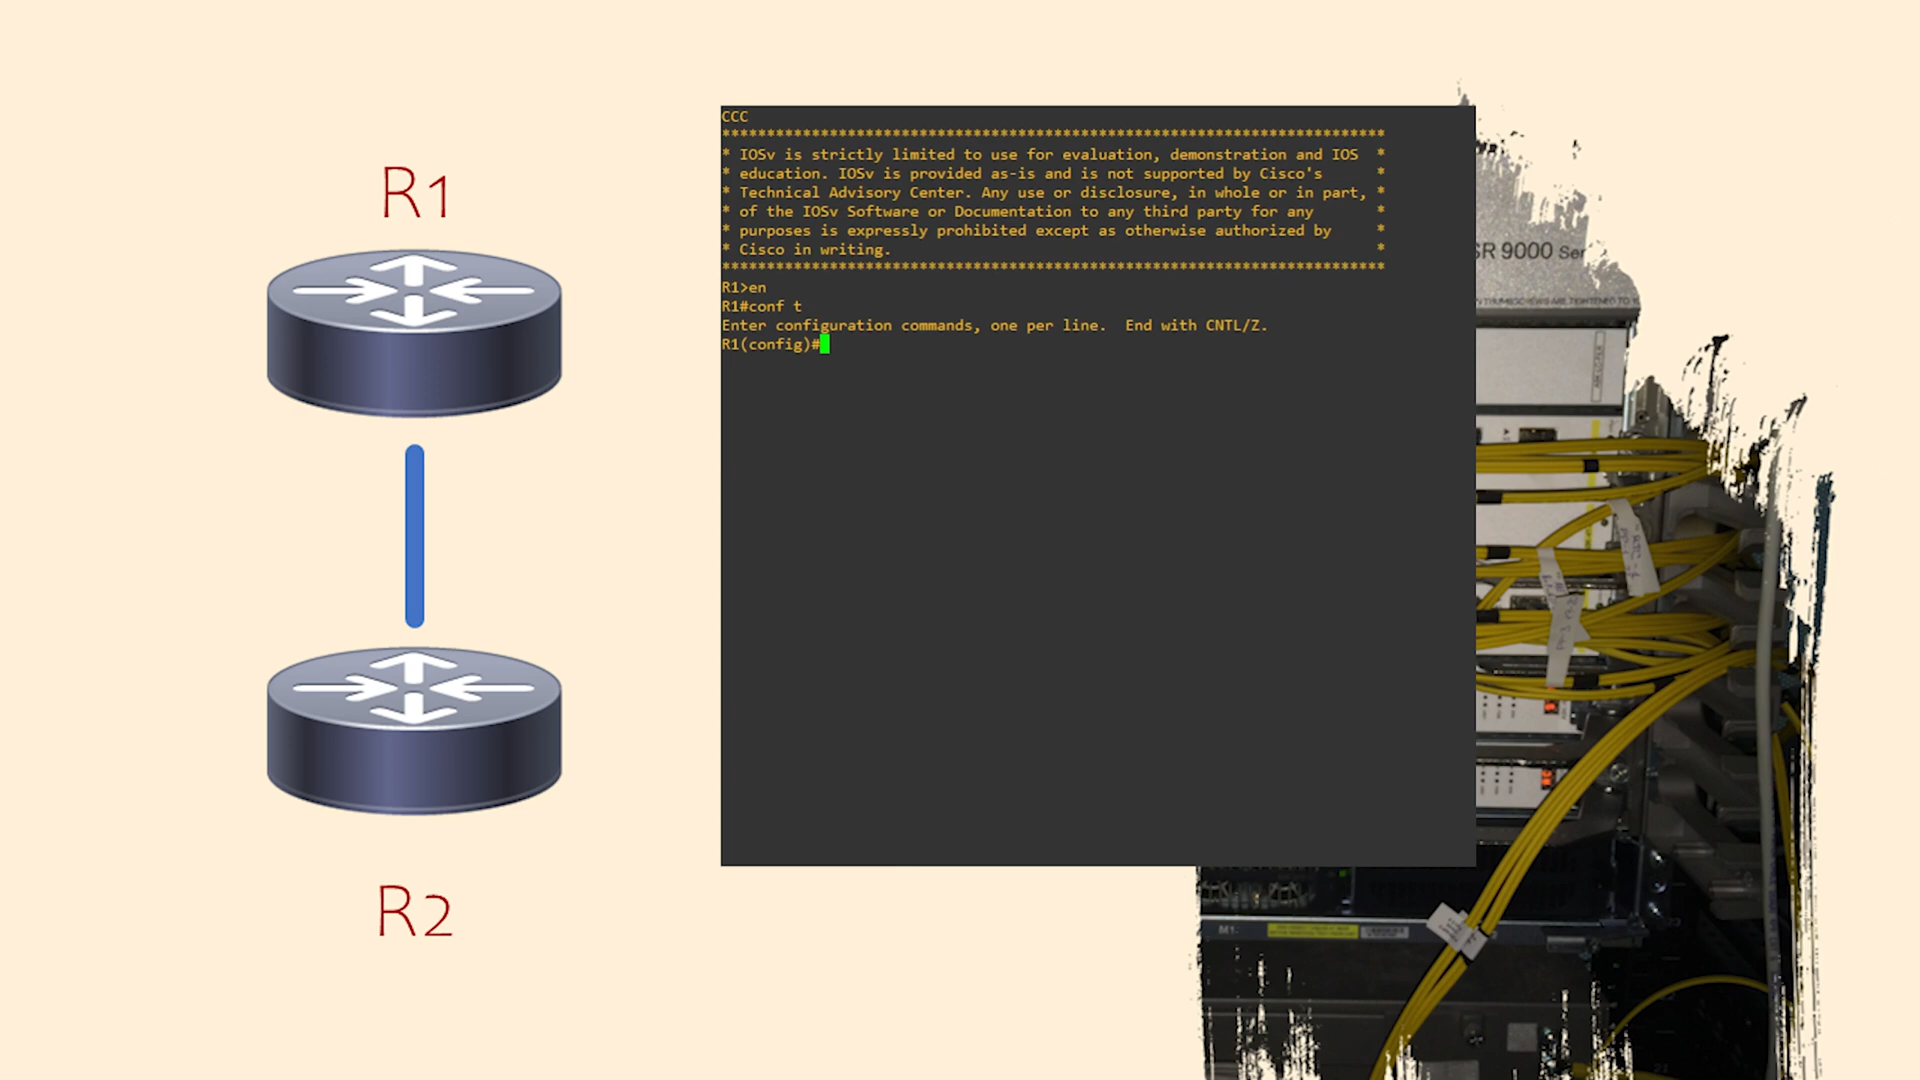 R1
R2
CCC
**************************************************************************
* IOSv is strictly limited to use for evaluation, demonstration and IOS *
* education. IOSv is provided as-is and is not supported by Cisco's *
* Technical Advisory Center. Any use or disclosure, in whole or in part, *
* of the IOSv Software or Documentation to any third party for any *
* purposes is expressly prohibited except as otherwise authorized by *
* Cisco in writing. *
**************************************************************************
R1>en
R1#conf t
Enter configuration commands, one per line. End with CNTL/Z.
R1(config)#
SR 9000 Ser